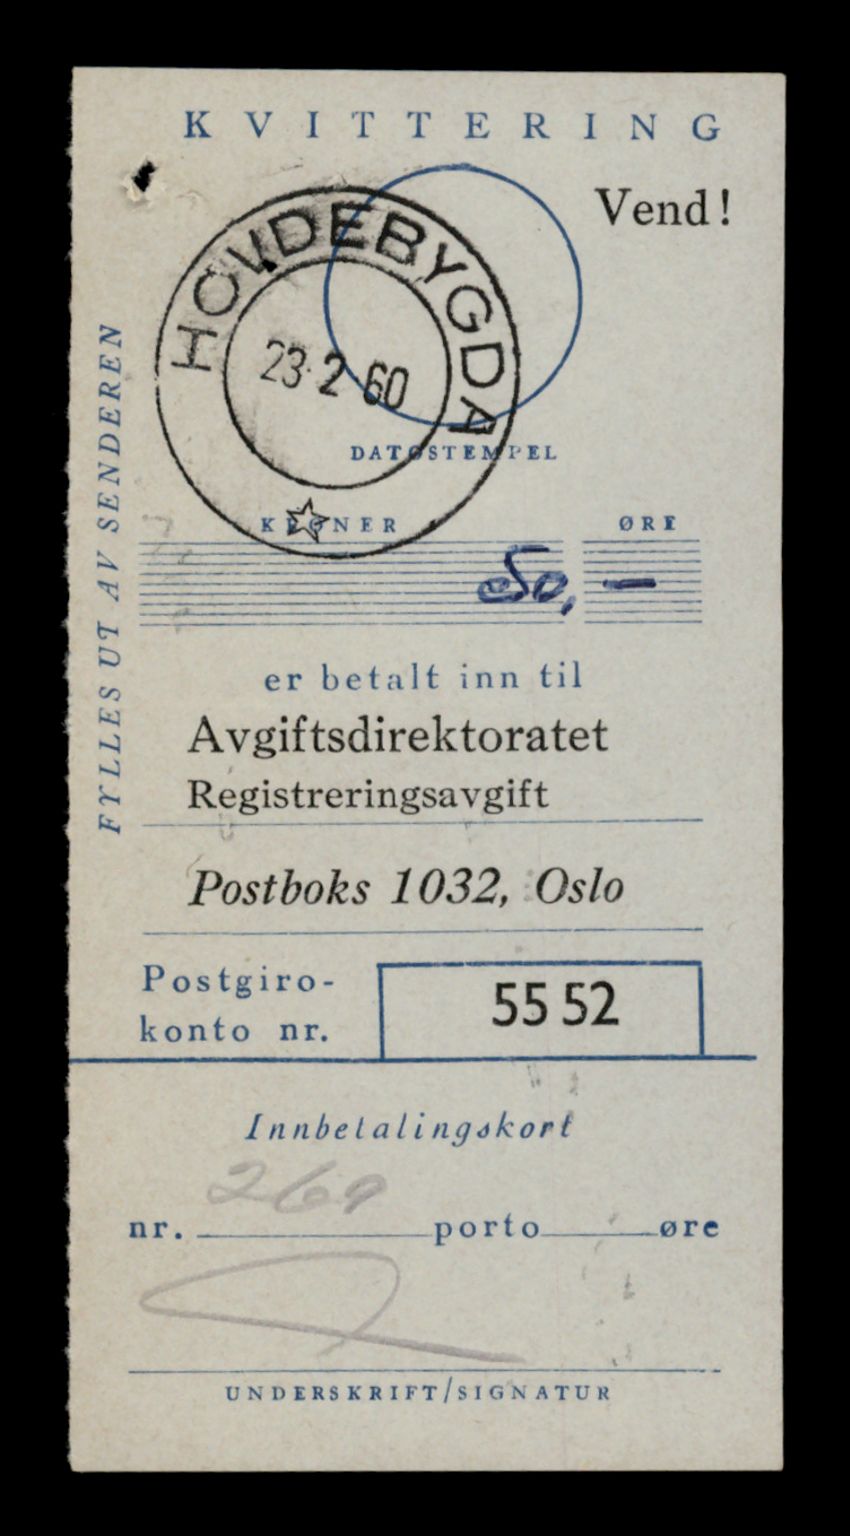 KVITTERING
Vend!
HOVDEBYGDA
23·2 60
DATOSTEMPEL
FYLLES UT AV SENDEREN
KRONER ØRE
50, —
er betalt inn til
Avgiftsdirektoratet
Registreringsavgift
Postboks 1032, Oslo
Postgiro-
konto nr. 55 52
Innbetalingskort
nr. 269 porto øre
UNDERSKRIFT/SIGNATUR